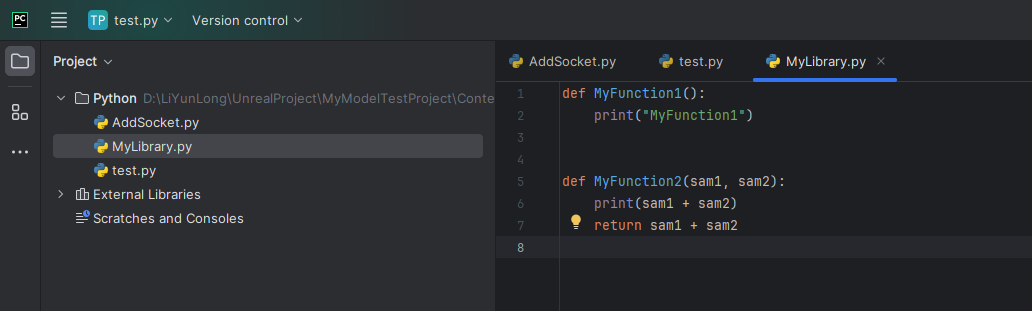 PC TP test.py Version control
Project
Python D:\LiYunLong\UnrealProject\MyModelTestProject\Conte
AddSocket.py
MyLibrary.py
test.py
External Libraries
Scratches and Consoles
AddSocket.py test.py MyLibrary.py
1 def MyFunction1():
2 print("MyFunction1")
3
4
5 def MyFunction2(sam1, sam2):
6 print(sam1 + sam2)
7 return sam1 + sam2
8